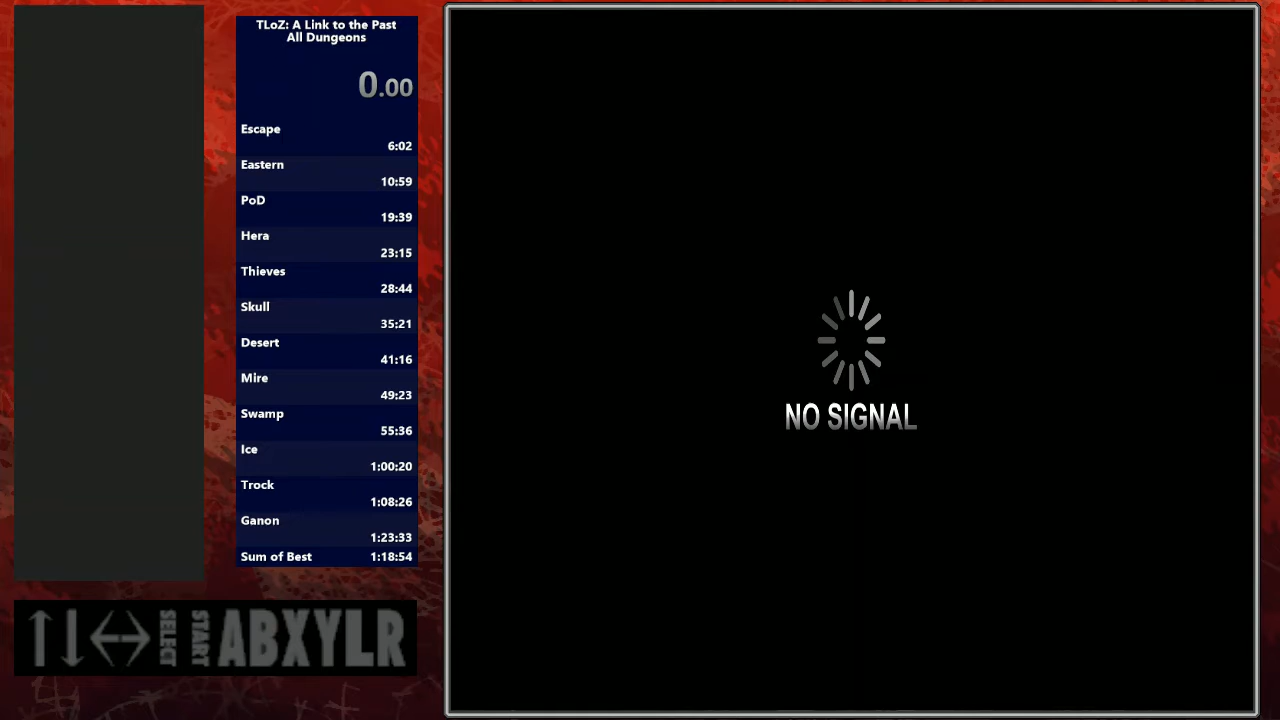 TLoZ: A Link to the Past
All Dungeons
0.00
Escape
6:02
Eastern
10:59
PoD
19:39
Hera
23:15
Thieves
28:44
Skull
35:21
Desert
41:16
Mire
49:23
Swamp
55:36
Ice
1:00:20
Trock
1:08:26
Ganon
1:23:33
Sum of Best 1:18:54
NO SIGNAL
SELECT START ABXYLR